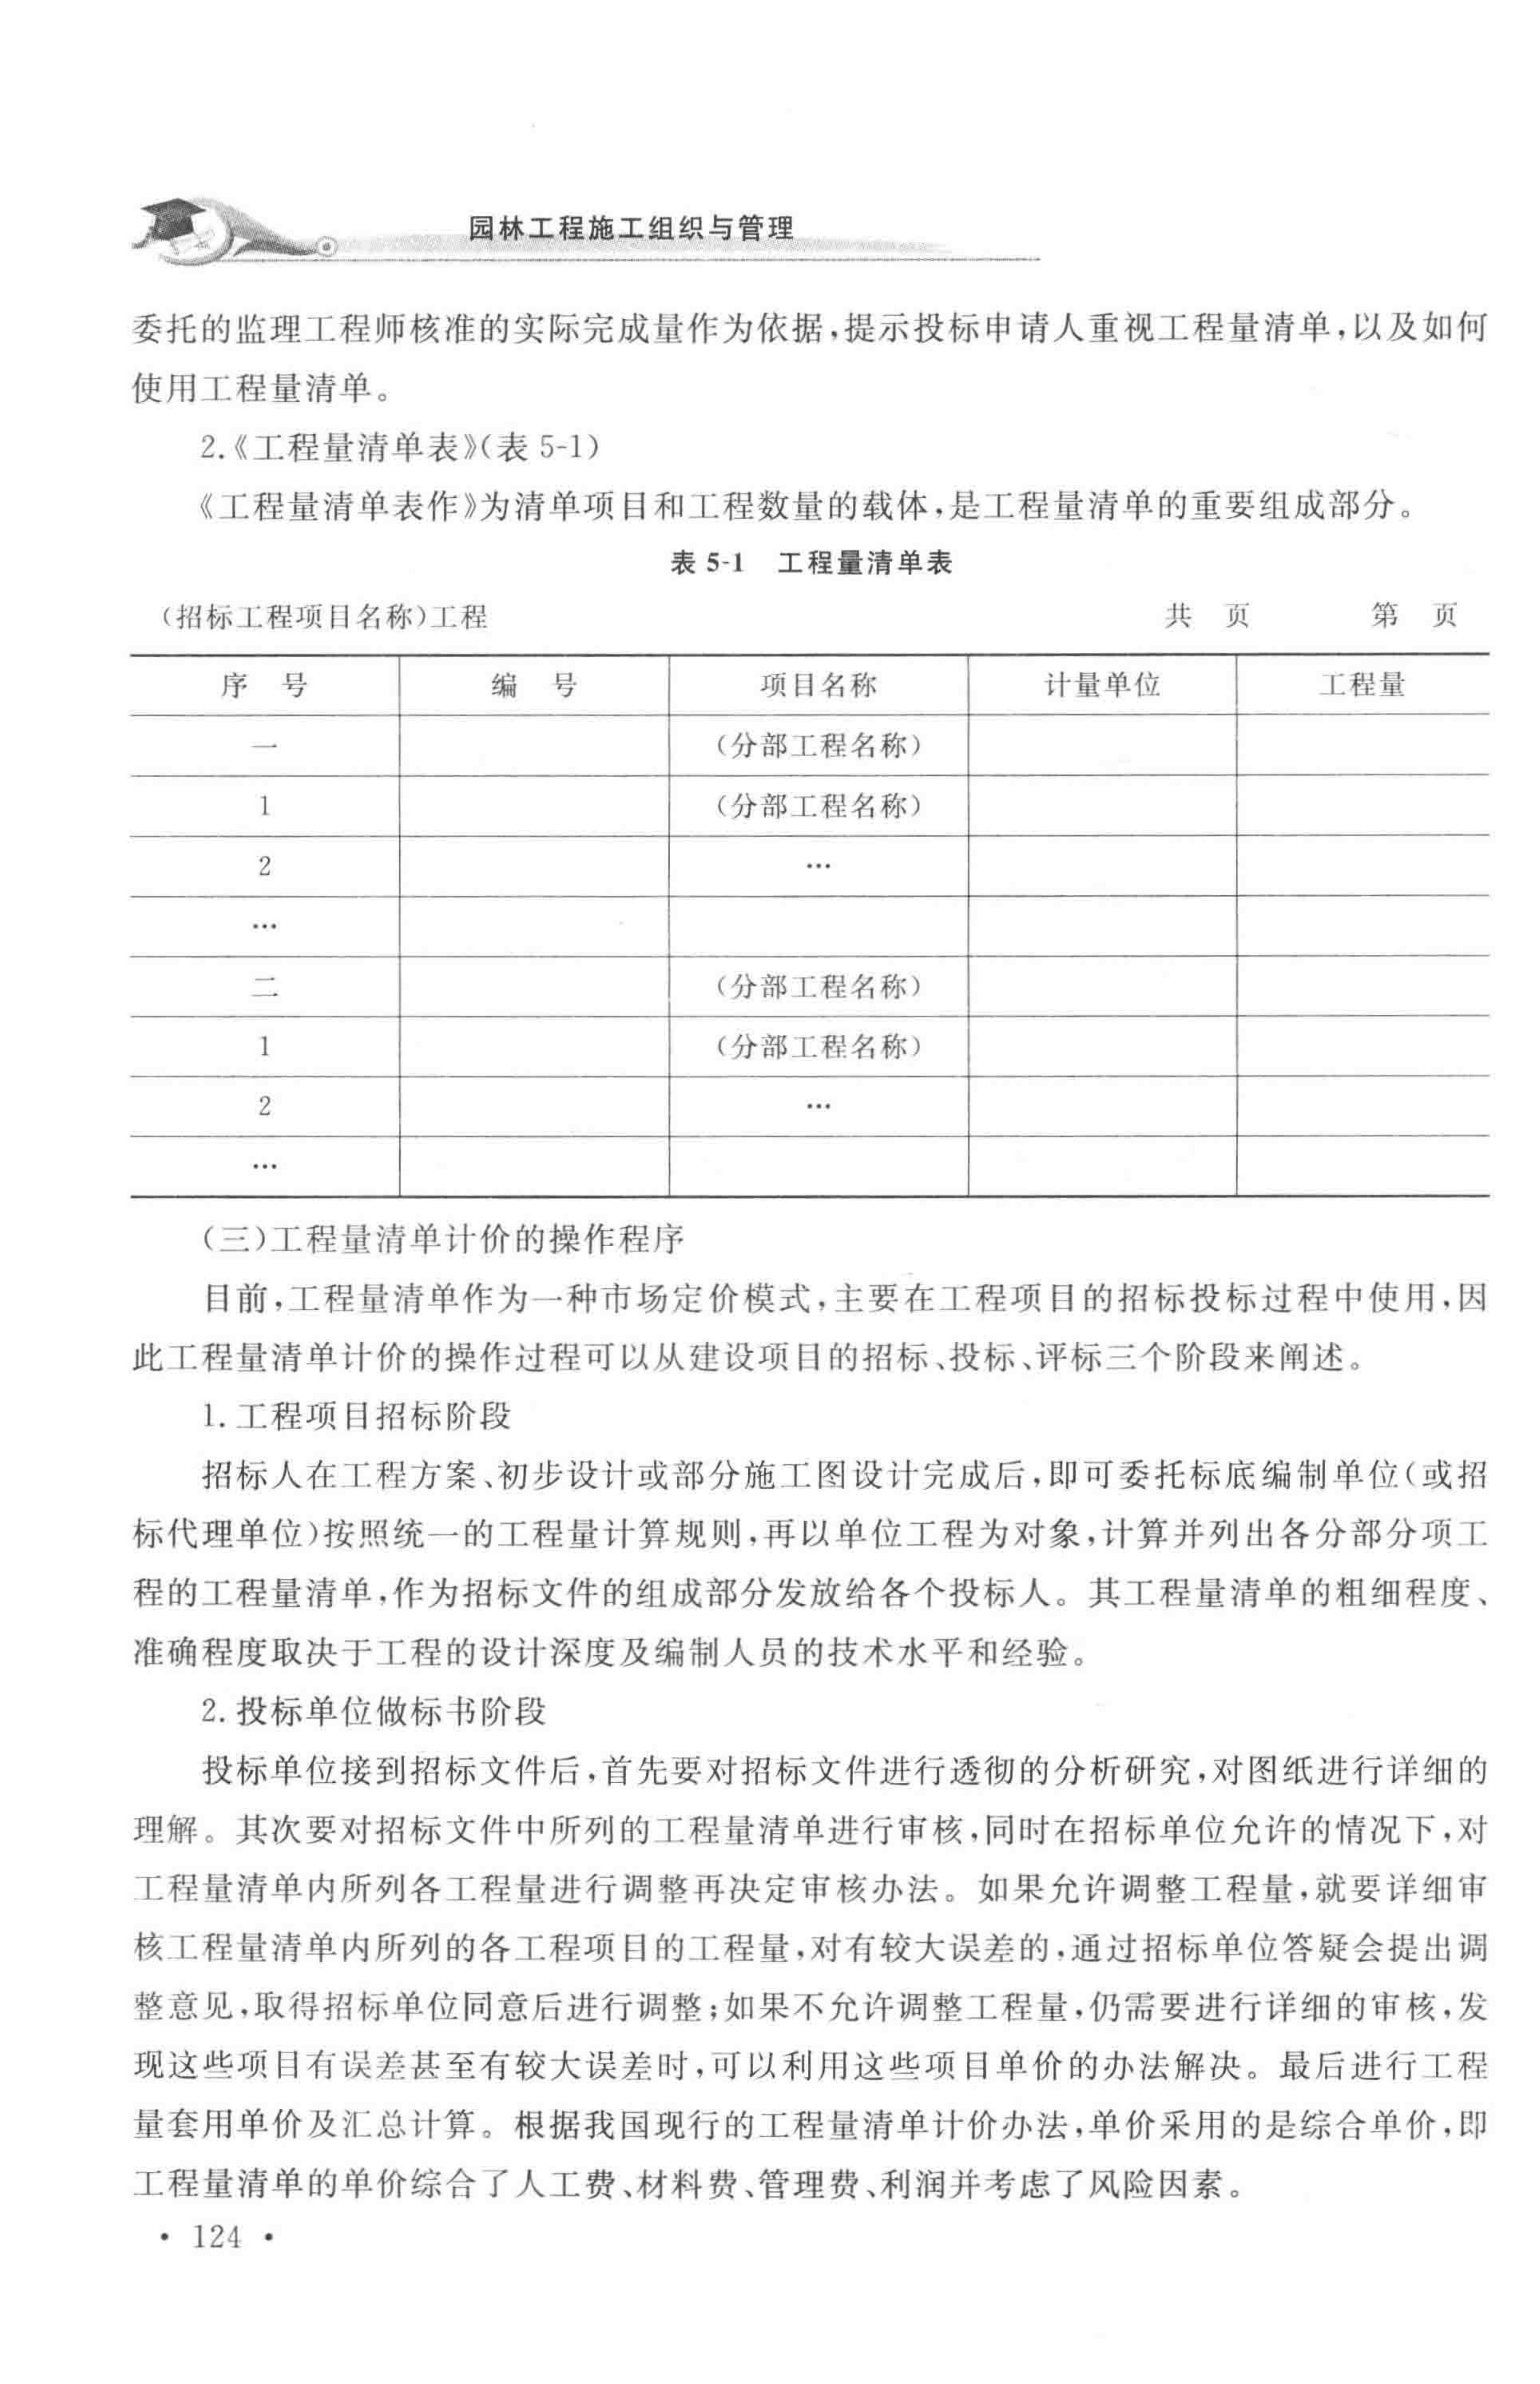 园林工程施工组织与管理
委托的监理工程师核准的实际完成量作为依据,提示投标申请人重视工程量清单,以及如何
使用工程量清单。
2.《工程量清单表》(表 5-1)
《工程量清单表作》为清单项目和工程数量的载体,是工程量清单的重要组成部分。
表 5-1 工程量清单表
(招标工程项目名称)工程 共 页 第 页
序 号 编 号 项目名称 计量单位 工程量
一 (分部工程名称)
1 (分部工程名称)
2 …
…
二 (分部工程名称)
1 (分部工程名称)
2 …
…
(三)工程量清单计价的操作程序
目前,工程量清单作为一种市场定价模式,主要在工程项目的招标投标过程中使用,因
此工程量清单计价的操作过程可以从建设项目的招标、投标、评标三个阶段来阐述。
1. 工程项目招标阶段
招标人在工程方案、初步设计或部分施工图设计完成后,即可委托标底编制单位(或招
标代理单位)按照统一的工程量计算规则,再以单位工程为对象,计算并列出各分部分项工
程的工程量清单,作为招标文件的组成部分发放给各个投标人。其工程量清单的粗细程度、
准确程度取决于工程的设计深度及编制人员的技术水平和经验。
2. 投标单位做标书阶段
投标单位接到招标文件后,首先要对招标文件进行透彻的分析研究,对图纸进行详细的
理解。其次要对招标文件中所列的工程量清单进行审核,同时在招标单位允许的情况下,对
工程量清单内所列各工程量进行调整再决定审核办法。如果允许调整工程量,就要详细审
核工程量清单内所列的各工程项目的工程量,对有较大误差的,通过招标单位答疑会提出调
整意见,取得招标单位同意后进行调整;如果不允许调整工程量,仍需要进行详细的审核,发
现这些项目有误差甚至有较大误差时,可以利用这些项目单价的办法解决。最后进行工程
量套用单价及汇总计算。根据我国现行的工程量清单计价办法,单价采用的是综合单价,即
工程量清单的单价综合了人工费、材料费、管理费、利润并考虑了风险因素。
• 124 •